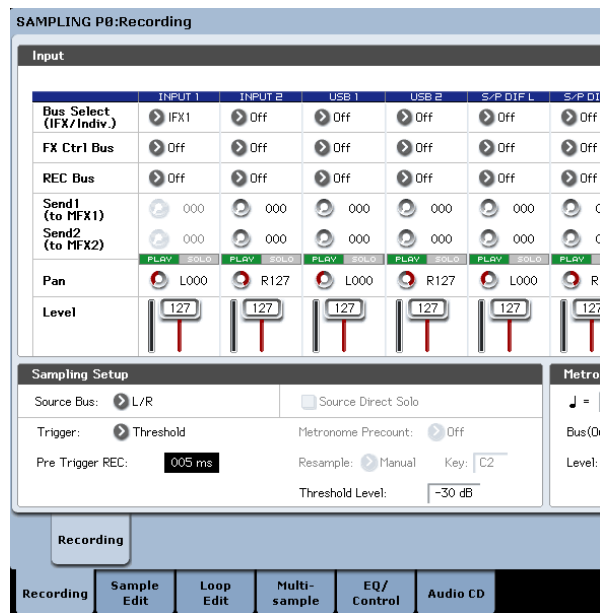 SAMPLING P0:Recording
Input
INPUT 1 INPUT 2 USB 1 USB 2 S/P DIF L S/P DI
Bus Select (IFX/Indiv.) IFX1 Off Off Off Off Off
FX Ctrl Bus Off Off Off Off Off Off
REC Bus Off Off Off Off Off Off
Send1 (to MFX1) 000 000 000 000 000
Send2 (to MFX2) 000 000 000 000 000
PLAY SOLO PLAY SOLO PLAY SOLO PLAY SOLO PLAY SOLO PLAY
Pan L000 R127 L000 R127 L000 R
Level 127 127 127 127 127 127
Sampling Setup Metro
Source Bus: L/R Source Direct Solo ♩ =
Trigger: Threshold Metronome Precount: Off Bus(Ou
Pre Trigger REC: 005 ms Resample: Manual Key: C2 Level:
Threshold Level: -30 dB
Recording
Recording Sample Edit Loop Edit Multi-sample EQ/Control Audio CD